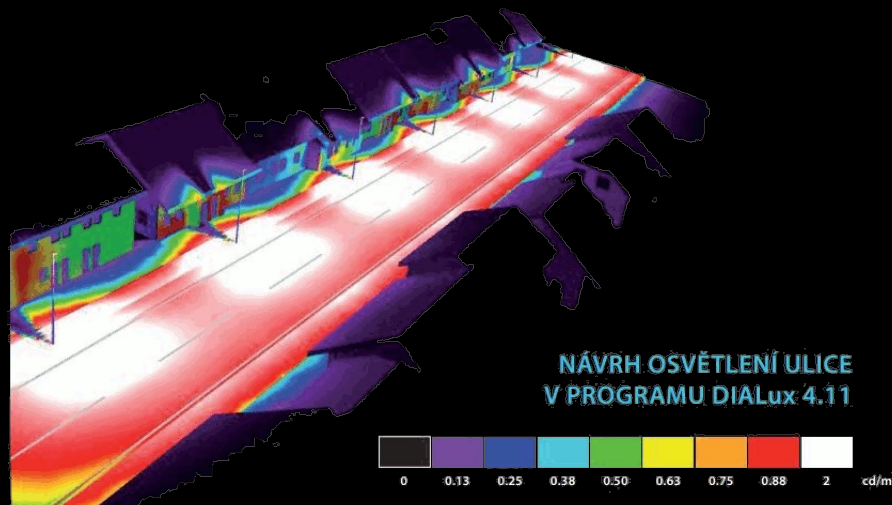 NÁVRH OSVĚTLENÍ ULICE
V PROGRAMU DIALux 4.11
0 0.13 0.25 0.38 0.50 0.63 0.75 0.88 2 cd/m